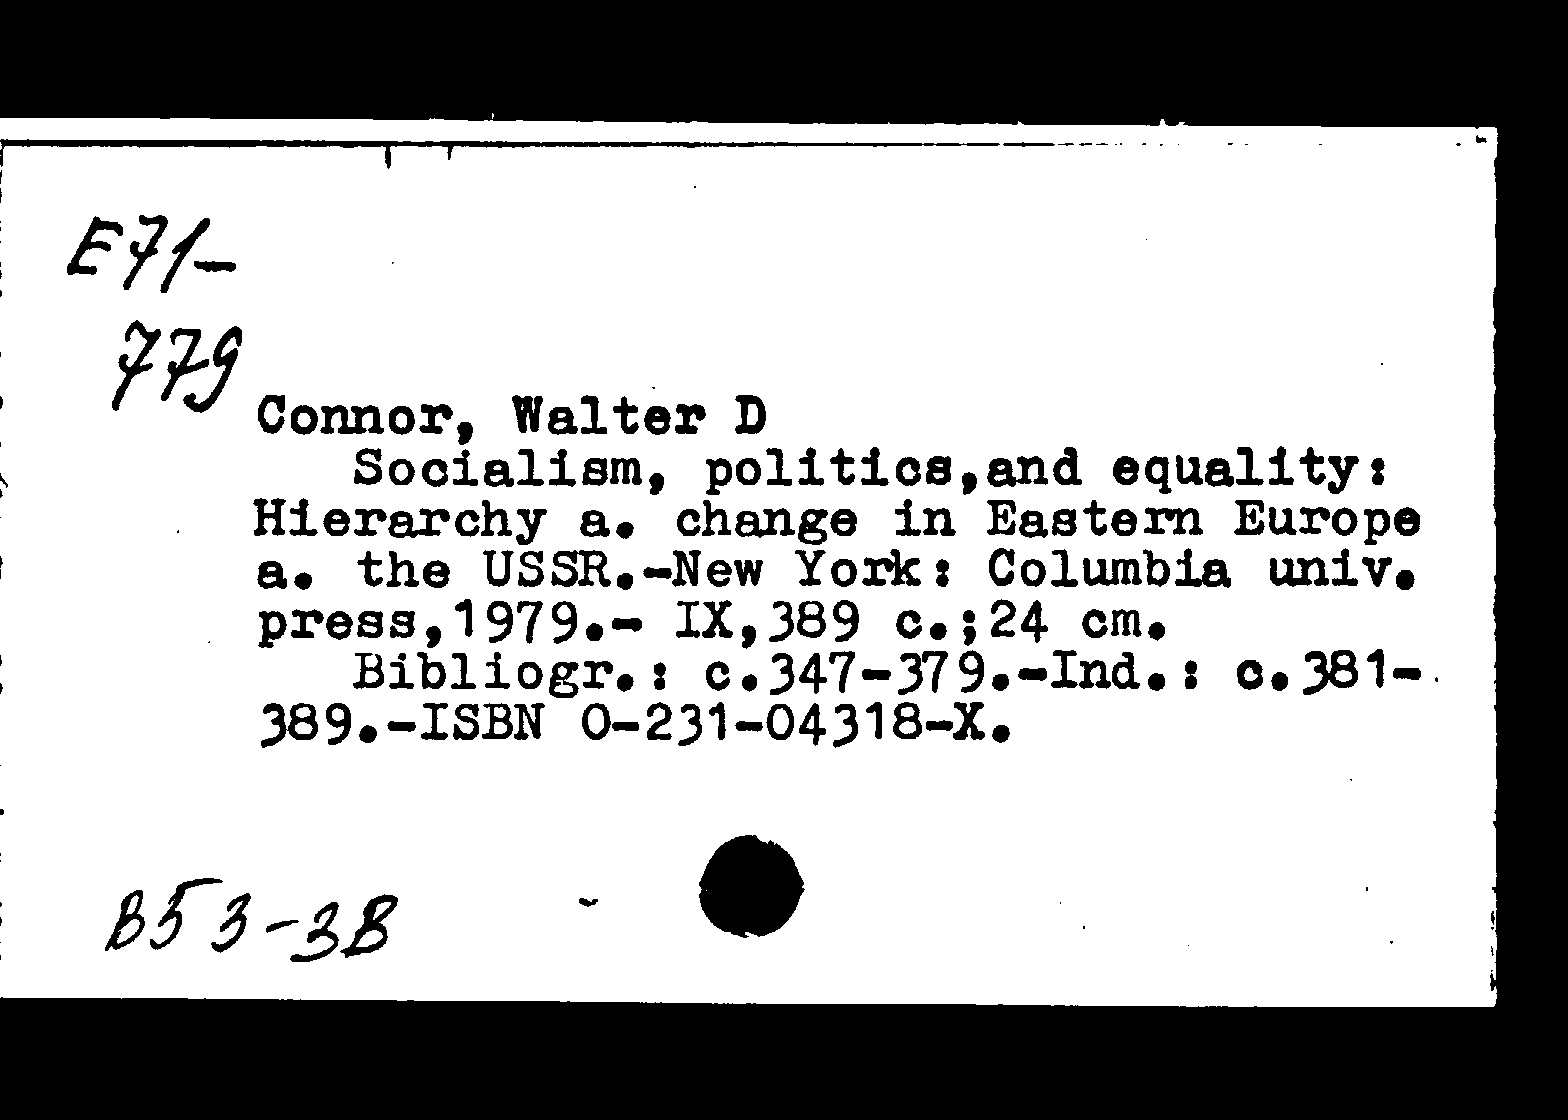 E71-
779
Connor, Walter D
Socialism, politics,and equality:
Hierarchy a. change in Eastern Europe
a. the USSR.-New York: Columbia univ.
press,1979.- IX,389 c.;24 cm.
Bibliogr.: c.347-379.-Ind.: c.381-
389.-ISBN 0-231-04318-X.
B53-3B